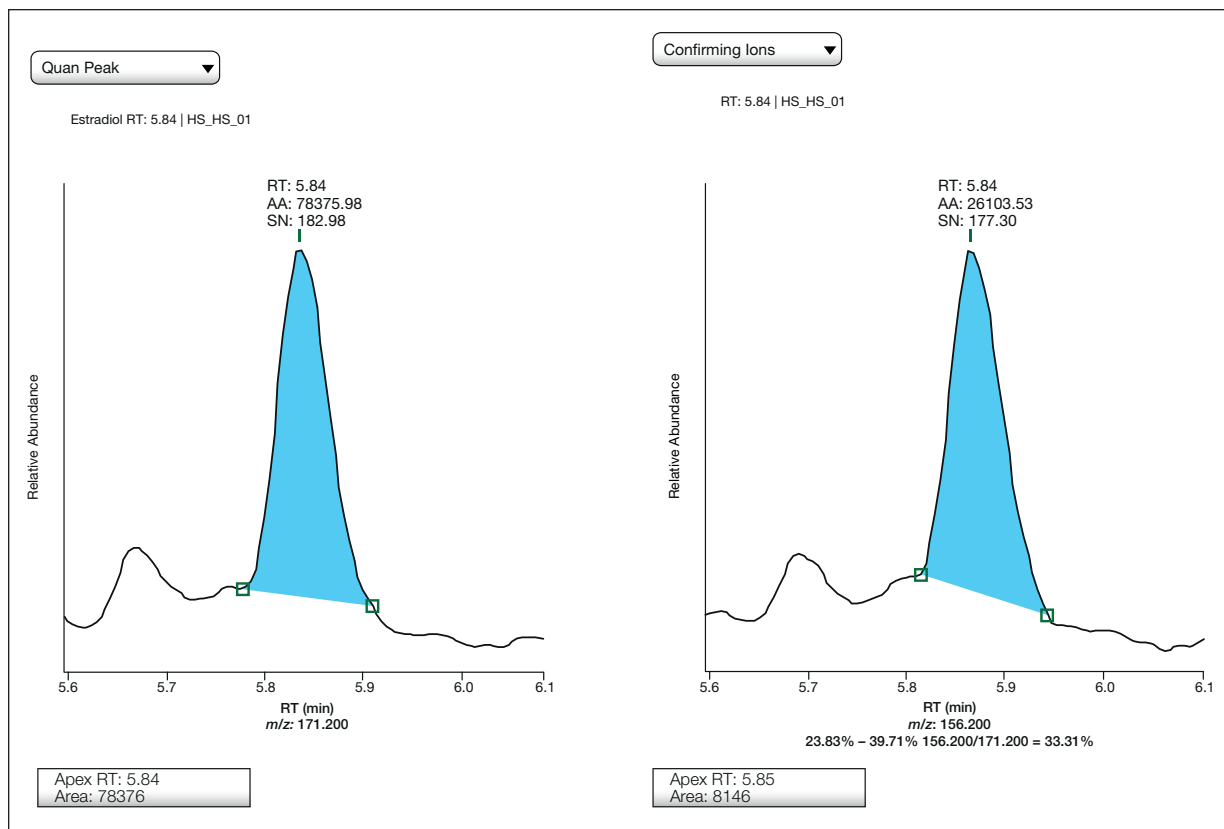 Quan Peak
Estradiol RT: 5.84 | HS_HS_01
RT: 5.84
AA: 78375.98
SN: 182.98
Relative Abundance
5.6 5.7 5.8 5.9 6.0 6.1
RT (min)
m/z: 171.200
Apex RT: 5.84
Area: 78376
Confirming Ions
RT: 5.84 | HS_HS_01
RT: 5.84
AA: 26103.53
SN: 177.30
Relative Abundance
5.6 5.7 5.8 5.9 6.0 6.1
RT (min)
m/z: 156.200
23.83% – 39.71% 156.200/171.200 = 33.31%
Apex RT: 5.85
Area: 8146